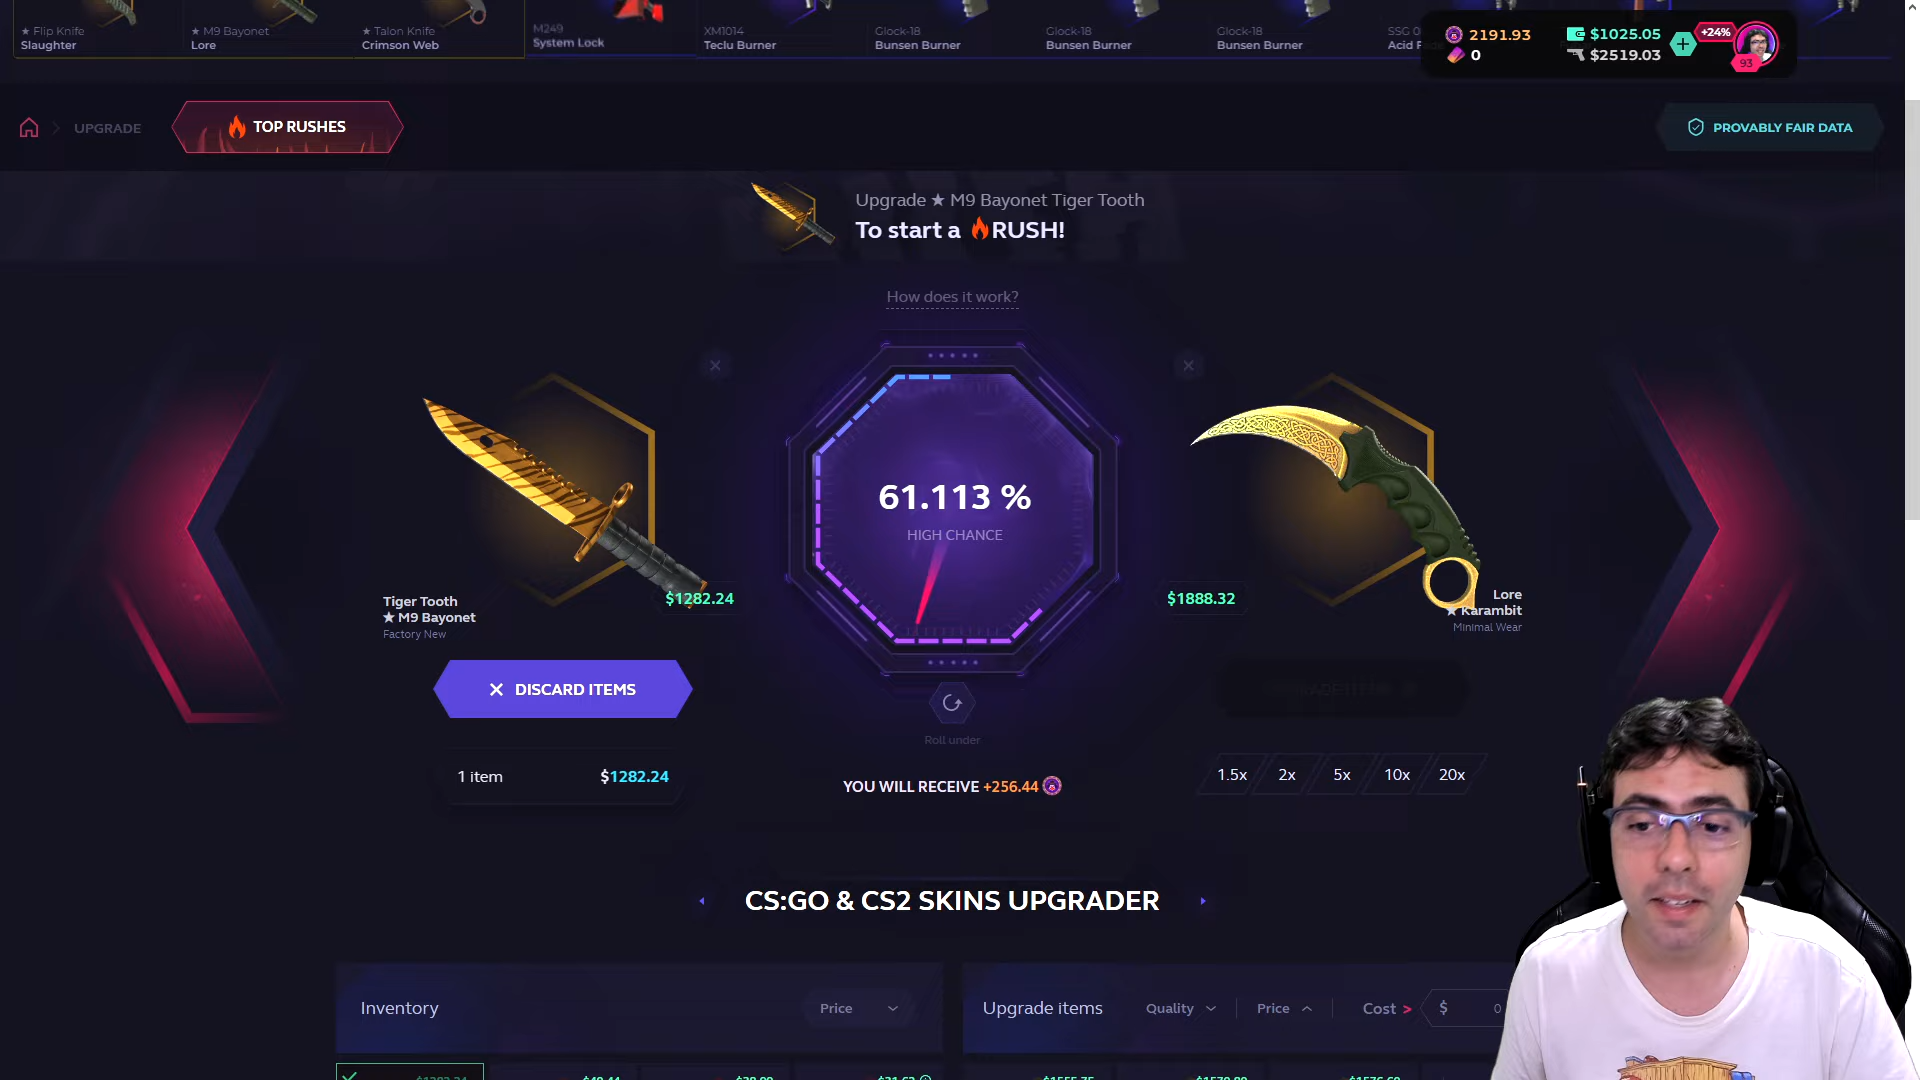 ★ Flip Knife
Slaughter
★ M9 Bayonet
Lore
★ Talon Knife
Crimson Web
M249
System Lock
XM1014
Teclu Burner
Glock-18
Bunsen Burner
Glock-18
Bunsen Burner
Glock-18
Bunsen Burner
2191.93
0
$1025.05
$2519.03
+24%
93
UPGRADE
TOP RUSHES
PROVABLY FAIR DATA
Upgrade ★ M9 Bayonet Tiger Tooth
To start a RUSH!
How does it work?
61.113 %
HIGH CHANCE
Tiger Tooth
★ M9 Bayonet
Factory New
$1282.24
$1888.32
Lore
★ Karambit
Minimal Wear
DISCARD ITEMS
Roll under
1 item
$1282.24
YOU WILL RECEIVE +256.44
1.5x
2x
5x
10x
20x
CS:GO & CS2 SKINS UPGRADER
Inventory
Price
Upgrade items
Quality
Price
Cost >
$ 0